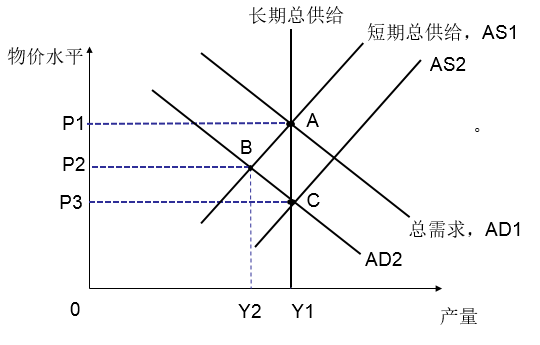 长期总供给
短期总供给，AS1
物价水平
AS2
P1
A
。
B
P2
P3
C
总需求，AD1
AD2
0
Y2
Y1
产量